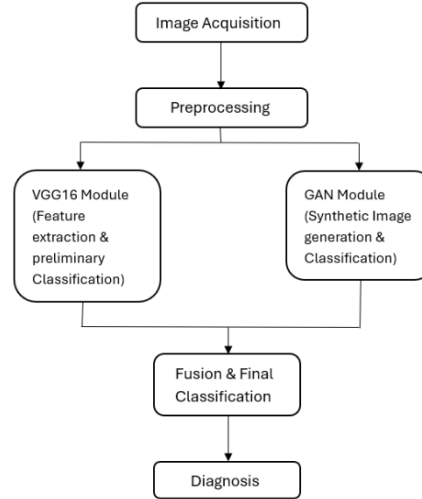 Image Acquisition
Preprocessing
VGG16 Module
(Feature
extraction &
preliminary
Classification)
GAN Module
(Synthetic Image
generation &
Classification)
Fusion & Final
Classification
Diagnosis